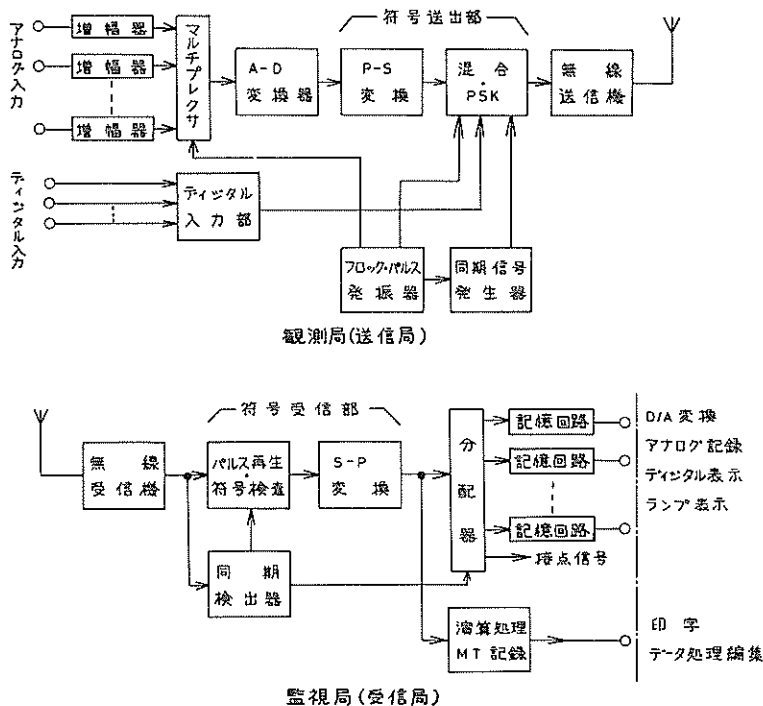 アナログ入力
増幅器
増幅器
増幅器
マルチプレクサ
A-D
変換器
符号送出部
P-S
変換
混合
・
PSK
無線
送信機
ディジタル入力
ディジタル
入力部
フロック・パルス
発振器
同期信号
発生器
観測局(送信局)
符号受信部
無線
受信機
パルス再生
・
符号検査
S-P
変換
同期
検出器
分配器
記憶回路
記憶回路
記憶回路
接点信号
演算処理
MT記録
D/A変換
アナログ記録
ディジタル表示
ランプ表示
印字
データ処理編集
監視局(受信局)